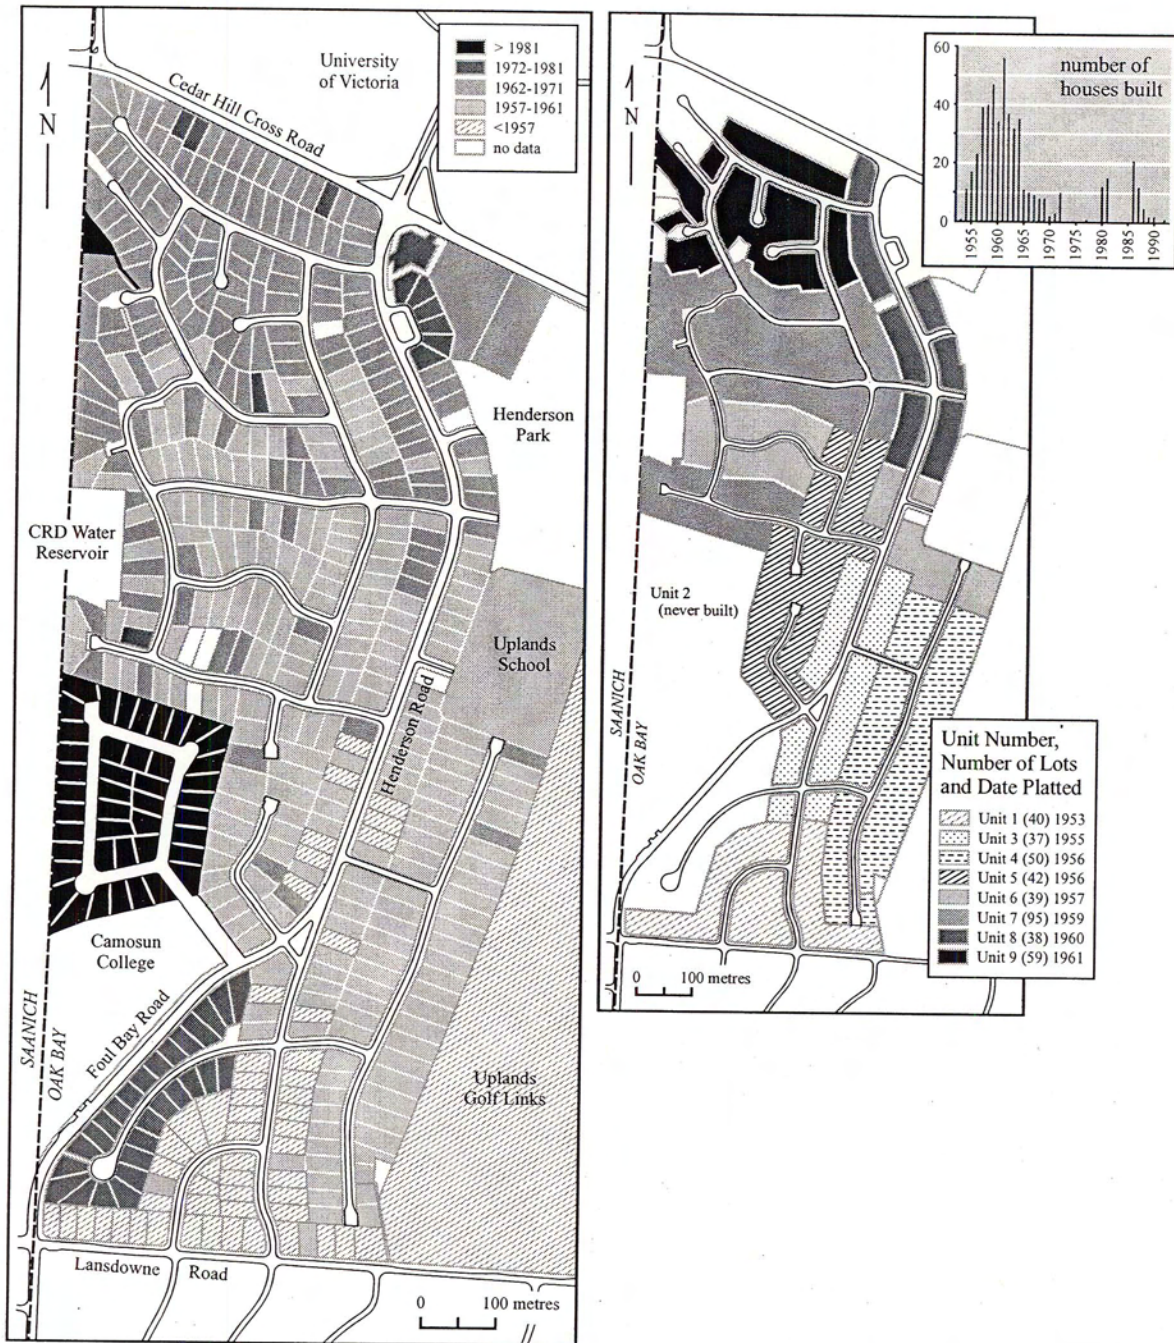 University
of Victoria
> 1981
1972-1981
1962-1971
1957-1961
<1957
no data
N
Cedar Hill Cross Road
Henderson
Park
CRD Water
Reservoir
Uplands
School
Henderson Road
Camosun
College
Foul Bay Road
SAANICH
OAK BAY
Uplands
Golf Links
Lansdowne Road
0 100 metres
N
60
40
20
0
number of
houses built
1955
1960
1965
1970
1975
1980
1985
1990
Unit 2
(never built)
SAANICH
OAK BAY
Unit Number,
Number of Lots
and Date Platted
Unit 1 (40) 1953
Unit 3 (37) 1955
Unit 4 (50) 1956
Unit 5 (42) 1956
Unit 6 (39) 1957
Unit 7 (95) 1959
Unit 8 (38) 1960
Unit 9 (59) 1961
0 100 metres